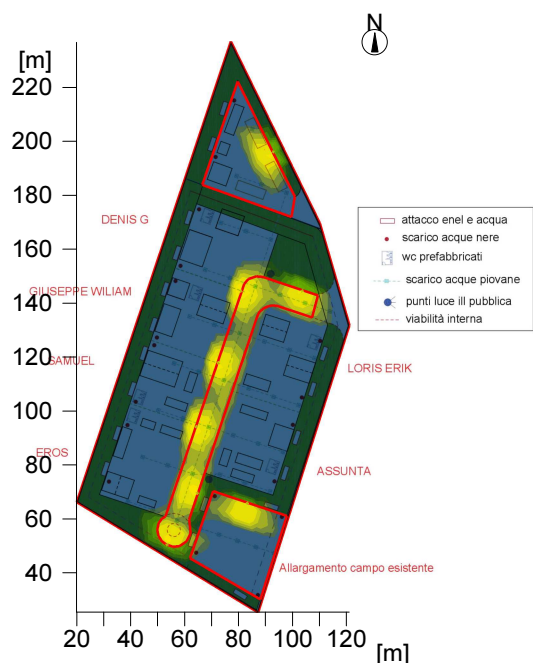 N
[m]
220
200
180
160
140
120
100
80
60
40
20 40 60 80 100 120
[m]
DENIS G
GIUSEPPE WILIAM
SAMUEL
EROS
LORIS ERIK
ASSUNTA
Allargamento campo esistente
attacco enel e acqua
scarico acque nere
wc prefabbricati
scarico acque piovane
punti luce ill pubblica
viabilità interna